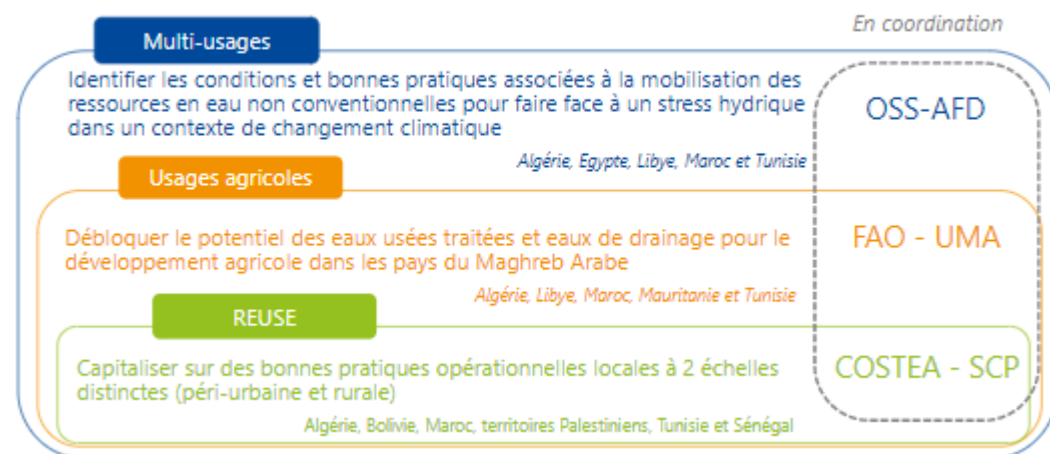 En coordination
Multi-usages
Identifier les conditions et bonnes pratiques associées à la mobilisation des
ressources en eau non conventionnelles pour faire face à un stress hydrique
dans un contexte de changement climatique
OSS-AFD
Algérie, Egypte, Libye, Maroc et Tunisie
Usages agricoles
Débloquer le potentiel des eaux usées traitées et eaux de drainage pour le
développement agricole dans les pays du Maghreb Arabe
FAO - UMA
Algérie, Libye, Maroc, Mauritanie et Tunisie
REUSE
Capitaliser sur des bonnes pratiques opérationnelles locales à 2 échelles
distinctes (péri-urbaine et rurale)
COSTEA - SCP
Algérie, Bolivie, Maroc, territoires Palestiniens, Tunisie et Sénégal